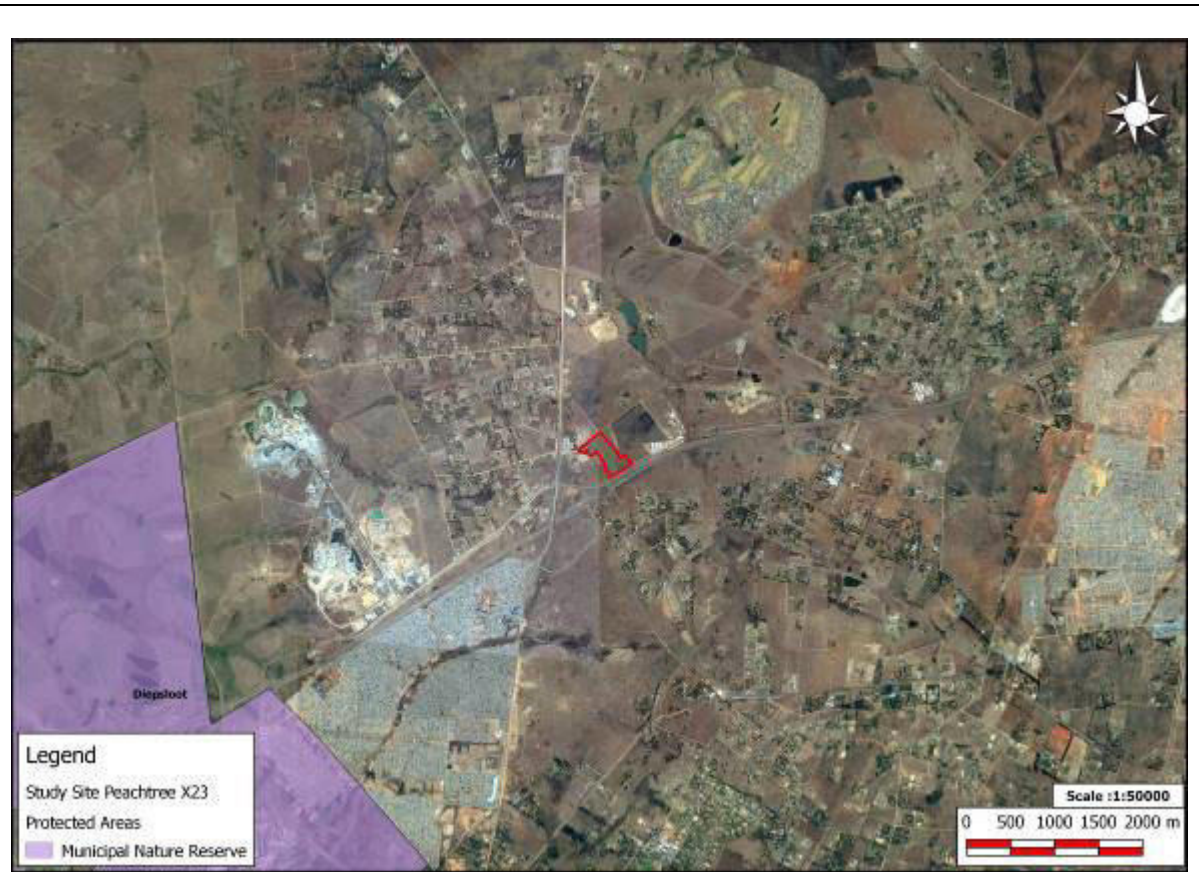 Diepsloot
Legend
Study Site Peachtree X23
Protected Areas
Municipal Nature Reserve
Scale :1:50000
0 500 1000 1500 2000 m